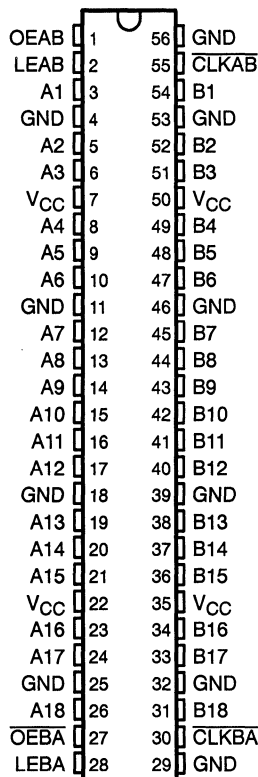 OEAB 1 56 GND
LEAB 2 55 CLKAB
A1 3 54 B1
GND 4 53 GND
A2 5 52 B2
A3 6 51 B3
VCC 7 50 VCC
A4 8 49 B4
A5 9 48 B5
A6 10 47 B6
GND 11 46 GND
A7 12 45 B7
A8 13 44 B8
A9 14 43 B9
A10 15 42 B10
A11 16 41 B11
A12 17 40 B12
GND 18 39 GND
A13 19 38 B13
A14 20 37 B14
A15 21 36 B15
VCC 22 35 VCC
A16 23 34 B16
A17 24 33 B17
GND 25 32 GND
A18 26 31 B18
OEBA 27 30 CLKBA
LEBA 28 29 GND